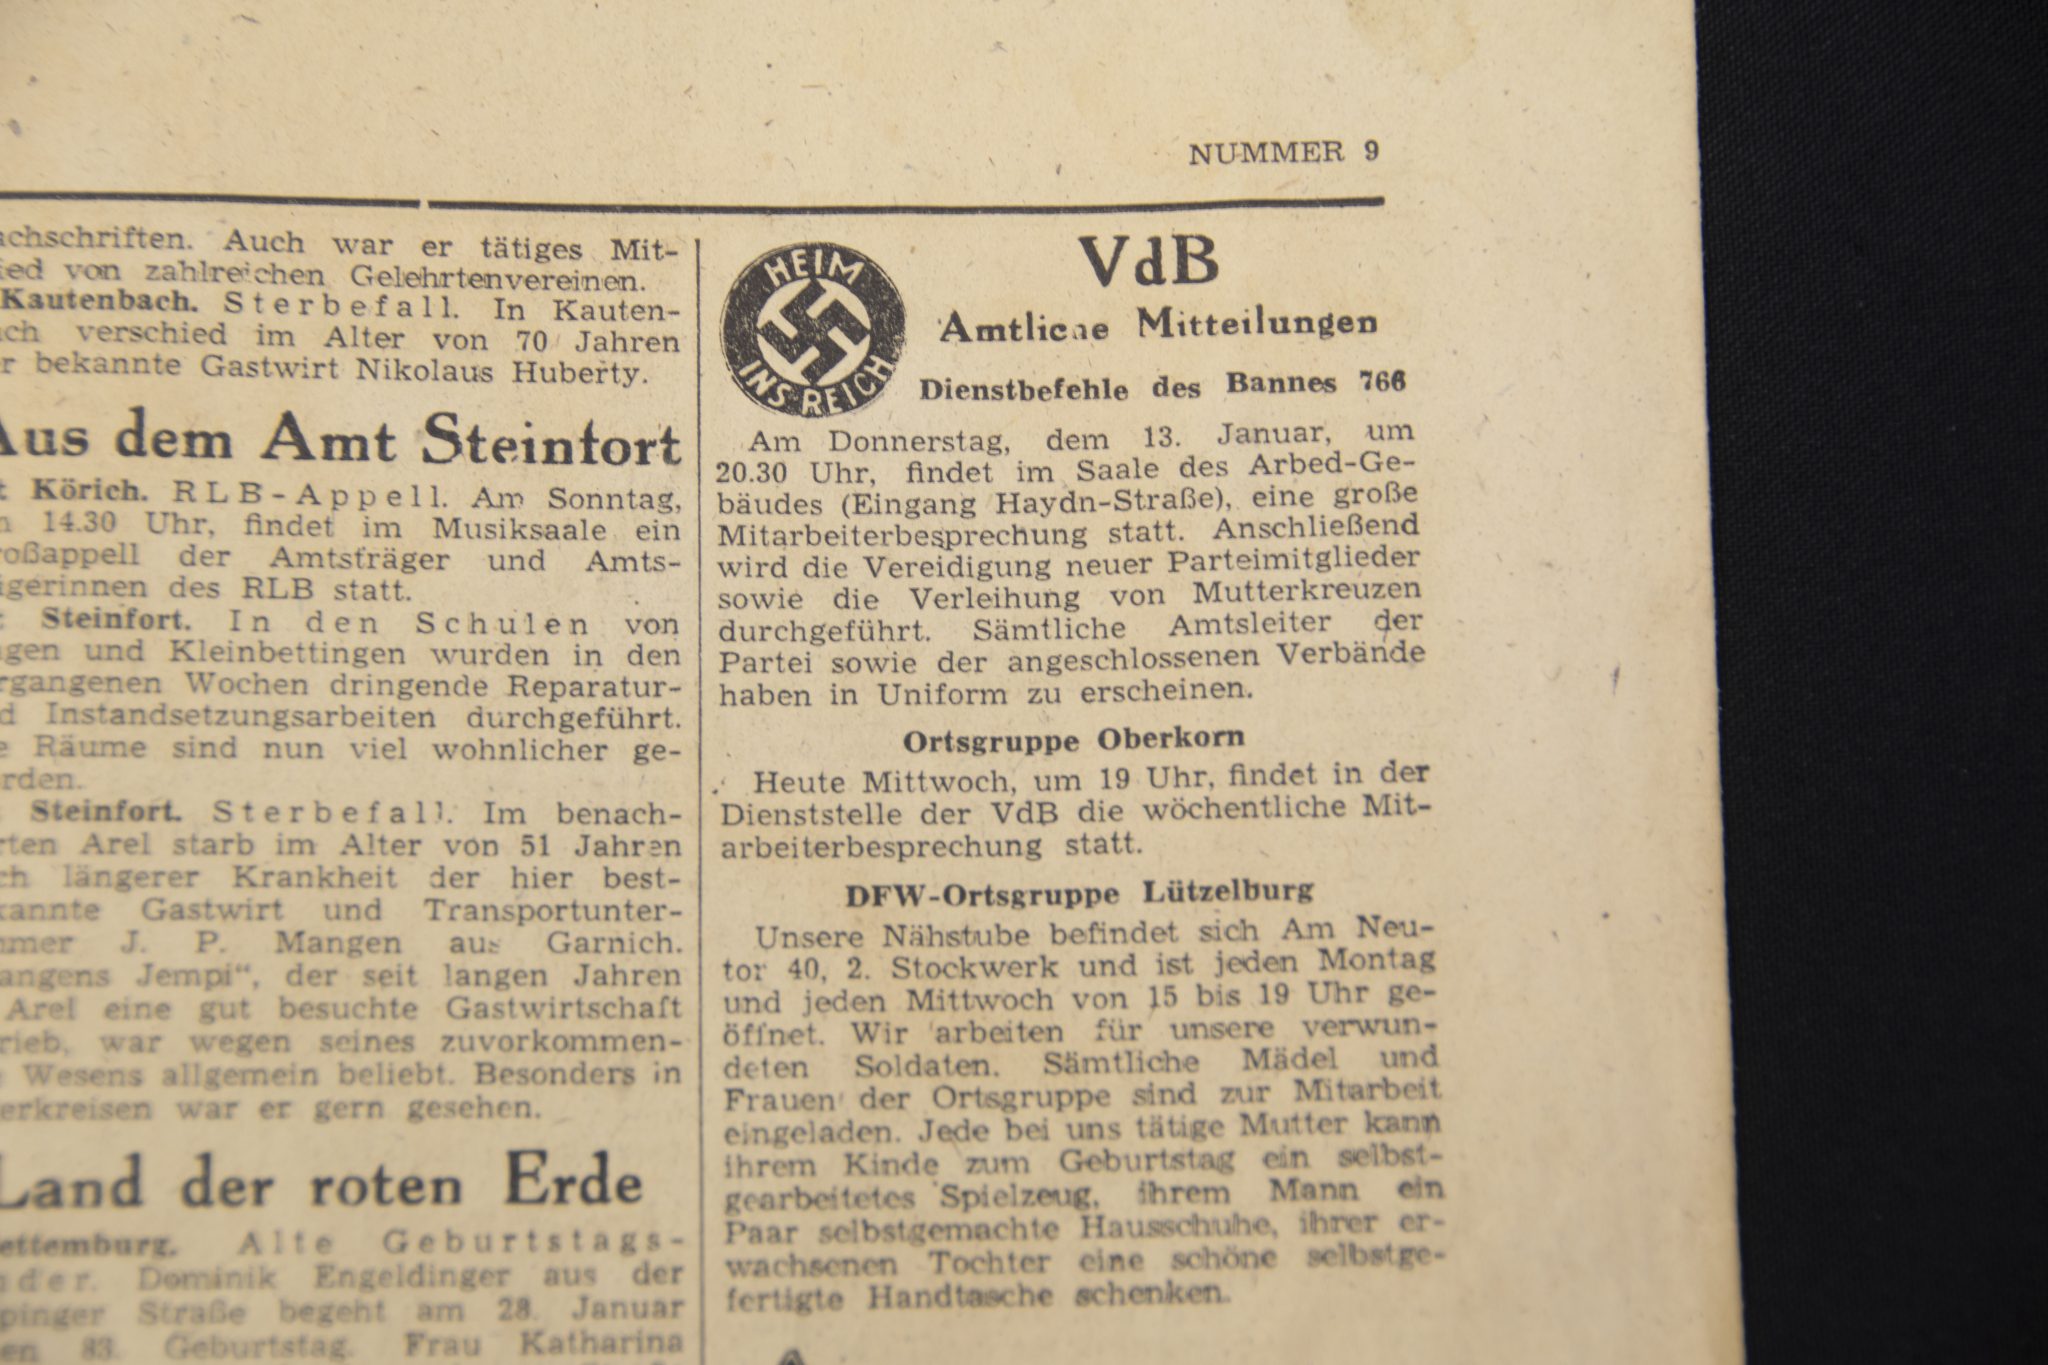 NUMMER 9
achschriften. Auch war er tätiges Mit-
ied von zahlreichen Gelehrtenvereinen.
Kautenbach. Sterbefall. In Kauten-
ach verschied im Alter von 70 Jahren
er bekannte Gastwirt Nikolaus Huberty.
Aus dem Amt Steinfort
t Körich. RLB-Appell. Am Sonntag,
m 14.30 Uhr, findet im Musiksaale ein
roßappell der Amtsträger und Amts-
ägerinnen des RLB statt.
t Steinfort. In den Schulen von
ngen und Kleinbettingen wurden in den
ergangenen Wochen dringende Reparatur-
d Instandsetzungsarbeiten durchgeführt.
e Räume sind nun viel wohnlicher ge-
orden.
Steinfort. Sterbefall. Im benach-
rten Arel starb im Alter von 51 Jahren
ch längerer Krankheit der hier best-
kannte Gastwirt und Transportunter-
hmer J. P. Mangen aus Garnich.
angens Jempi“, der seit langen Jahren
Arel eine gut besuchte Gastwirtschaft
rieb, war wegen seines zuvorkommen-
Wesens allgemein beliebt. Besonders in
erkreisen war er gern gesehen.
Land der roten Erde
ettemburg. Alte Geburtstags-
nder. Dominik Engeldinger aus der
pinger Straße begeht am 28. Januar
en 83. Geburtstag. Frau Katharina
HEIM
INS REICH
VdB
Amtliche Mitteilungen
Dienstbefehle des Bannes 766
Am Donnerstag, dem 13. Januar, um
20.30 Uhr, findet im Saale des Arbed-Ge-
bäudes (Eingang Haydn-Straße), eine große
Mitarbeiterbesprechung statt. Anschließend
wird die Vereidigung neuer Parteimitglieder
sowie die Verleihung von Mutterkreuzen
durchgeführt. Sämtliche Amtsleiter der
Partei sowie der angeschlossenen Verbände
haben in Uniform zu erscheinen.
Ortsgruppe Oberkorn
Heute Mittwoch, um 19 Uhr, findet in der
Dienststelle der VdB die wöchentliche Mit-
arbeiterbesprechung statt.
DFW-Ortsgruppe Lützelburg
Unsere Nähstube befindet sich Am Neu-
tor 40, 2. Stockwerk und ist jeden Montag
und jeden Mittwoch von 15 bis 19 Uhr ge-
öffnet. Wir arbeiten für unsere verwun-
deten Soldaten. Sämtliche Mädel und
Frauen der Ortsgruppe sind zur Mitarbeit
eingeladen. Jede bei uns tätige Mutter kann
ihrem Kinde zum Geburtstag ein selbst-
gearbeitetes Spielzeug, ihrem Mann ein
Paar selbstgemachte Hausschuhe, ihrer er-
wachsenen Tochter eine schöne selbstge-
fertigte Handtasche schenken.